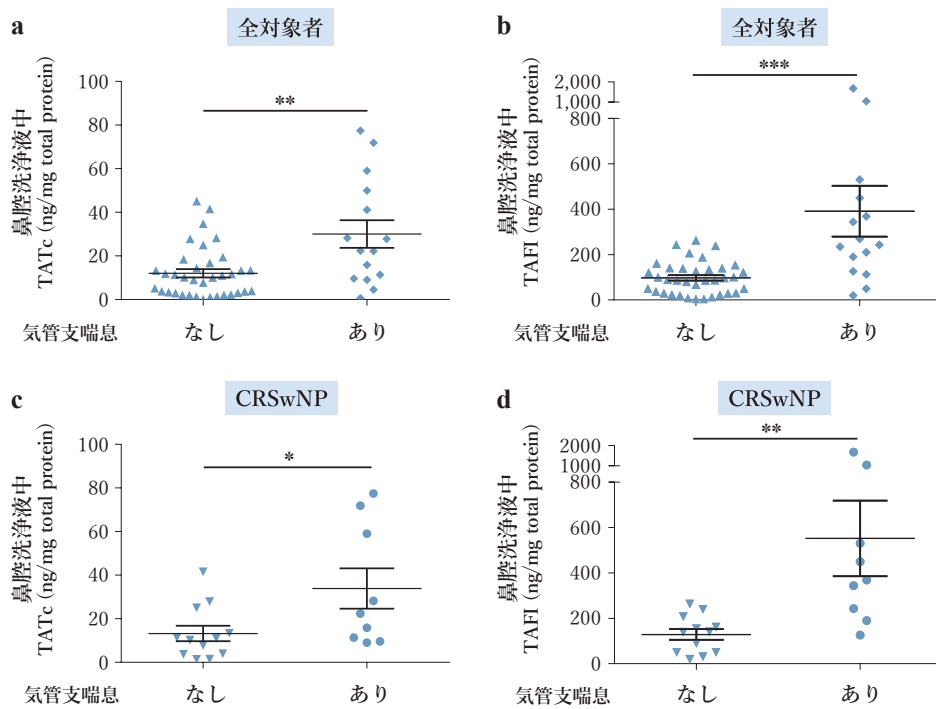 a
全対象者
鼻腔洗浄液中
TATc (ng/mg total protein)
100
80
60
40
20
0
**
気管支喘息
なし
あり
b
全対象者
鼻腔洗浄液中
TAFI (ng/mg total protein)
2,000
1,000
800
600
400
200
0
***
気管支喘息
なし
あり
c
CRSwNP
鼻腔洗浄液中
TATc (ng/mg total protein)
100
80
60
40
20
0
*
気管支喘息
なし
あり
d
CRSwNP
鼻腔洗浄液中
TAFI (ng/mg total protein)
2000
1000
800
600
400
200
0
**
気管支喘息
なし
あり